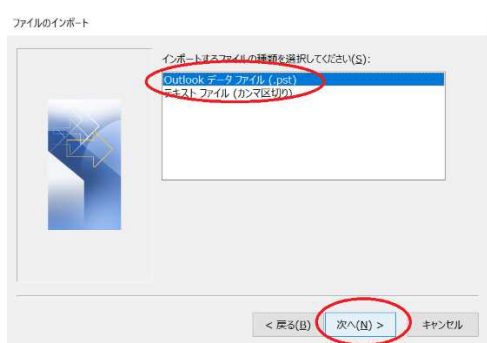 ファイルのインポート
インポートするファイルの種類を選択してください(S):
Outlook データ ファイル (.pst)
テキスト ファイル (カンマ区切り)
< 戻る(B)
次へ(N) >
キャンセル